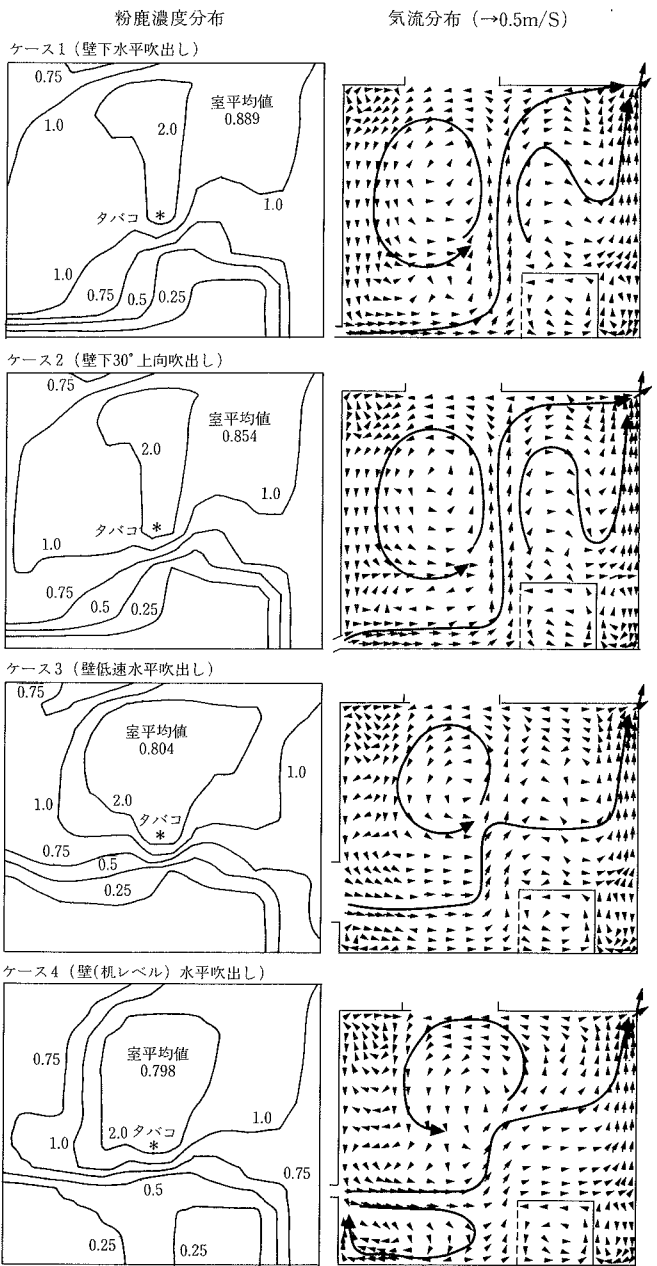 粉鹿濃度分布
気流分布 (→0.5m/S)
ケース1 (壁下水平吹出し)
0.75
1.0
2.0
室平均値
0.889
タバコ *
1.0
1.0
0.75
0.5
0.25
ケース2 (壁下30°上向吹出し)
0.75
室平均値
0.854
2.0
1.0
タバコ *
1.0
0.75
0.5
0.25
ケース3 (壁低速水平吹出し)
0.75
室平均値
0.804
1.0
1.0
2.0
タバコ
*
0.75
0.5
0.25
ケース4 (壁(机レベル) 水平吹出し)
0.75
室平均値
0.798
1.0
2.0
タバコ
*
1.0
0.75
0.5
0.25
0.25